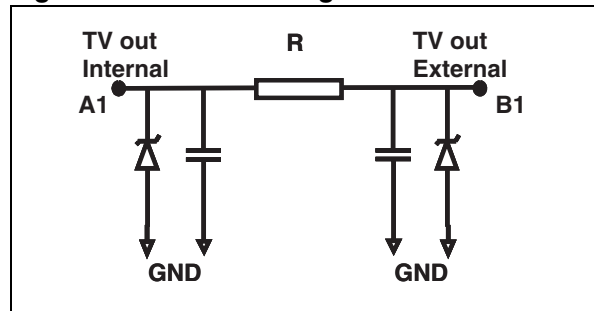 TV out
Internal
A1
R
TV out
External
B1
GND
GND